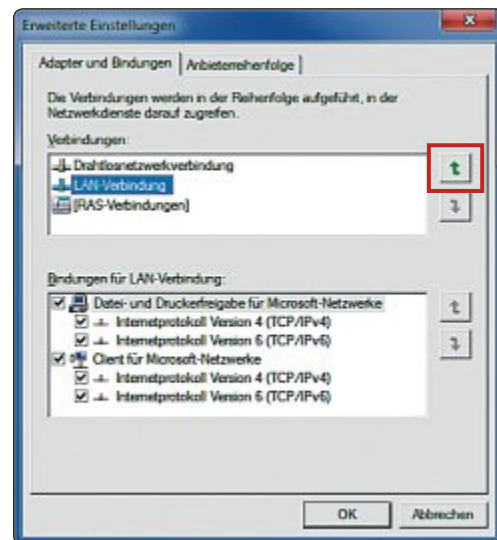 Erweiterte Einstellungen
Adapter und Bindungen
Anbieterreihenfolge
Die Verbindungen werden in der Reihenfolge aufgeführt, in der
Netzwerkdienste darauf zugreifen.
Verbindungen:
Drahtlosnetzwerkverbindung
LAN-Verbindung
[RAS-Verbindungen]
Bindungen für LAN-Verbindung:
Datei- und Druckerfreigabe für Microsoft-Netzwerke
Internetprotokoll Version 4 (TCP/IPv4)
Internetprotokoll Version 6 (TCP/IPv6)
Client für Microsoft-Netzwerke
Internetprotokoll Version 4 (TCP/IPv4)
Internetprotokoll Version 6 (TCP/IPv6)
OK
Abbrechen